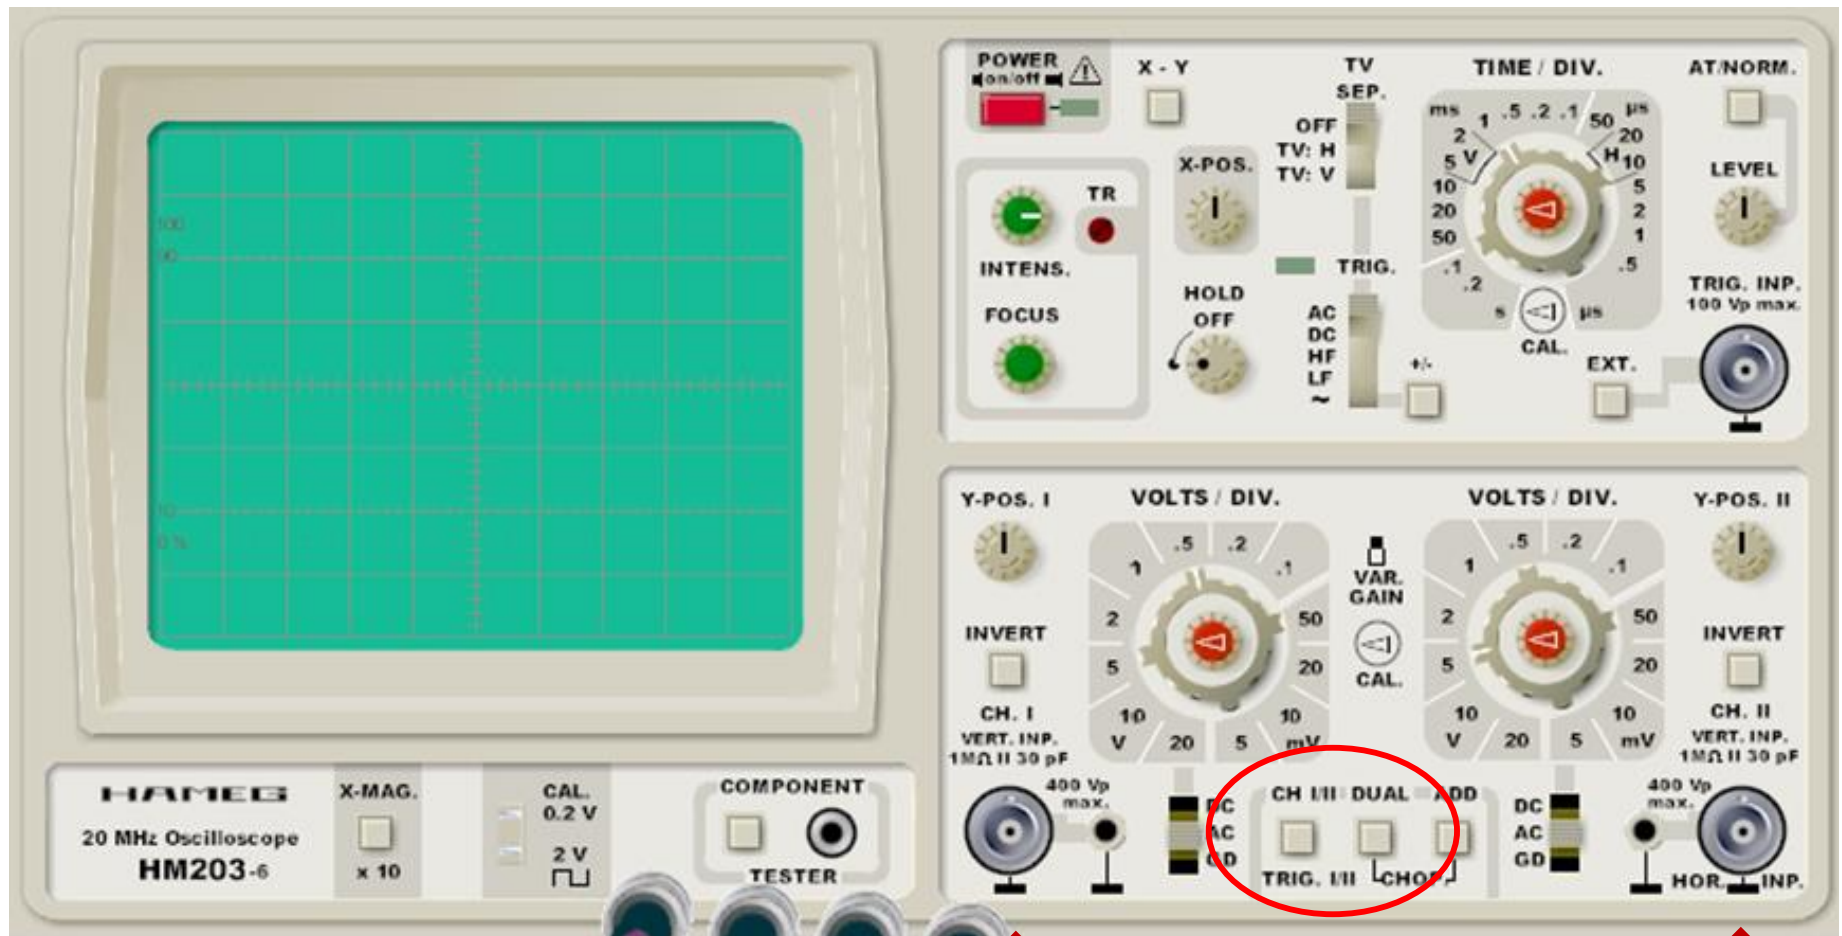 POWER
on/off
X - Y
TV
SEP.
OFF
TV: H
TV: V
TIME / DIV.
AT/NORM.
ms
µs
.5 .2 .1
1
50
2
20
5
V
H
10
10
5
20
2
50
1
.1
.5
.2
s
µs
CAL.
X-POS.
TR
INTENS.
FOCUS
HOLD
OFF
TRIG.
AC
DC
HF
LF
~
+/-
EXT.
LEVEL
TRIG. INP.
100 Vp max.
100
90
10
0 %
Y-POS. I
VOLTS / DIV.
VOLTS / DIV.
Y-POS. II
.5 .2
1
.1
2
50
5
20
10
10
V
20
5
mV
VAR.
GAIN
CAL.
.5 .2
1
.1
2
50
5
20
10
10
V
20
5
mV
INVERT
INVERT
CH. I
VERT. INP.
1MΩ II 30 pF
CH. II
VERT. INP.
1MΩ II 30 pF
400 Vp
max.
DC
AC
GD
CH I/II DUAL ADD
TRIG. I/II CHOP.
DC
AC
GD
400 Vp
max.
HOR. INP.
HAMEG
20 MHz Oscilloscope
HM203-6
X-MAG.
x 10
CAL.
0.2 V
2 V
COMPONENT
TESTER